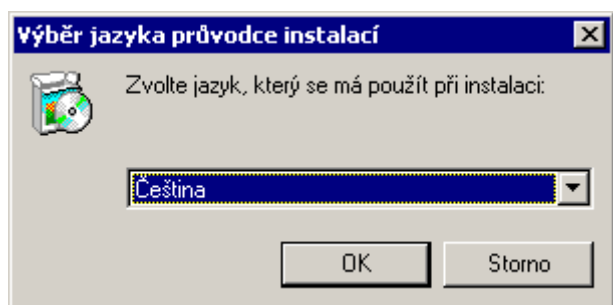 Výběr jazyka průvodce instalací
Zvolte jazyk, který se má použít při instalaci:
Čeština
OK
Storno